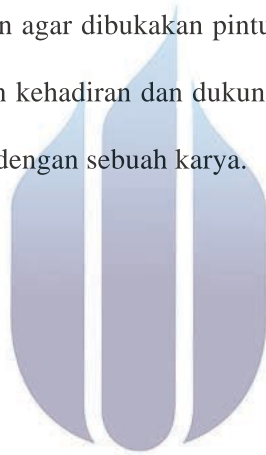 n agar dibukakan pintu
n kehadiran dan dukun
dengan sebuah karya.